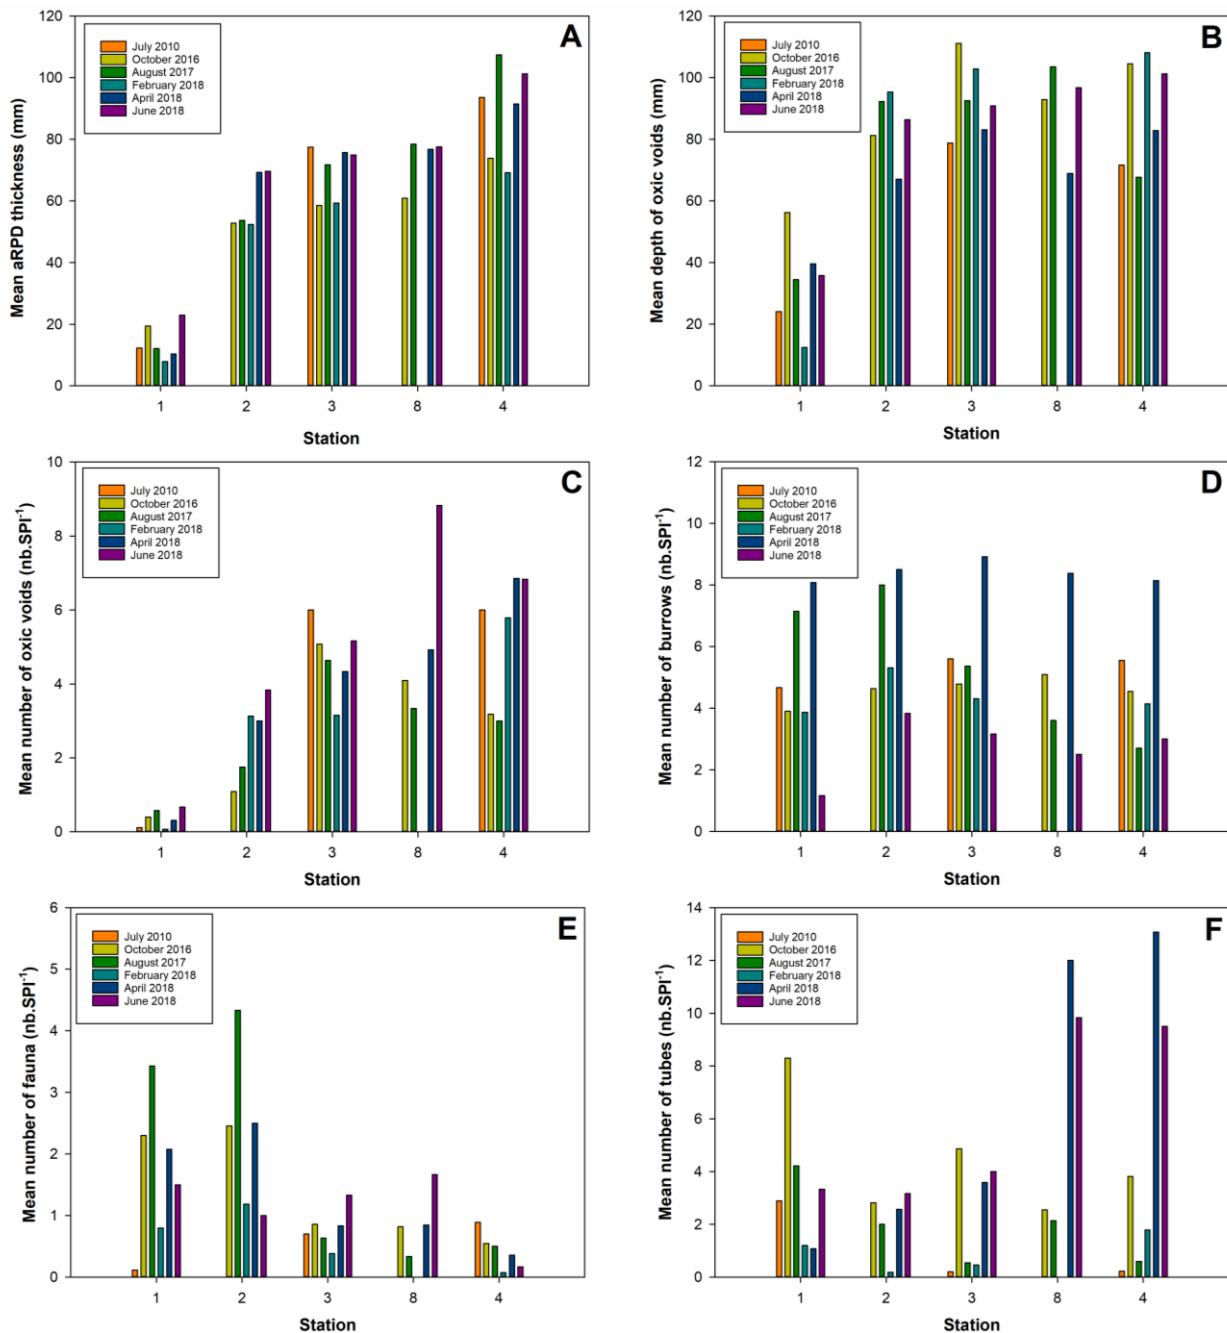 A
July 2010
October 2016
August 2017
February 2018
April 2018
June 2018
Mean aRPD thickness (mm)
120
100
80
60
40
20
0
1 2 3 8 4
Station
B
July 2010
October 2016
August 2017
February 2018
April 2018
June 2018
Mean depth of oxic voids (mm)
120
100
80
60
40
20
0
1 2 3 8 4
Station
C
July 2010
October 2016
August 2017
February 2018
April 2018
June 2018
Mean number of oxic voids (nb.SPI⁻¹)
10
8
6
4
2
0
1 2 3 8 4
Station
D
July 2010
October 2016
August 2017
February 2018
April 2018
June 2018
Mean number of burrows (nb.SPI⁻¹)
12
10
8
6
4
2
0
1 2 3 8 4
Station
E
July 2010
October 2016
August 2017
February 2018
April 2018
June 2018
Mean number of fauna (nb.SPI⁻¹)
6
5
4
3
2
1
0
1 2 3 8 4
Station
F
July 2010
October 2016
August 2017
February 2018
April 2018
June 2018
Mean number of tubes (nb.SPI⁻¹)
14
12
10
8
6
4
2
0
1 2 3 8 4
Station